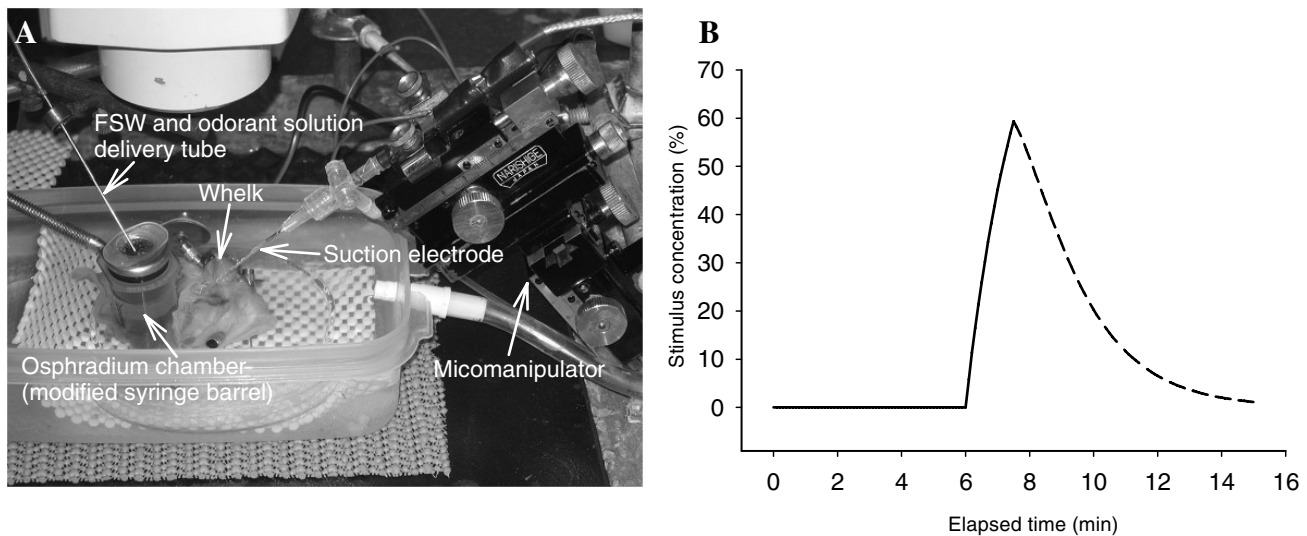 A
FSW and odorant solution
delivery tube
Whelk
NARISHIGE
JAPAN
Suction electrode
Osphradium chamber-
(modified syringe barrel)
Micomanipulator
B
70
60
50
40
30
20
10
0
Stimulus concentration (%)
0 2 4 6 8 10 12 14 16
Elapsed time (min)